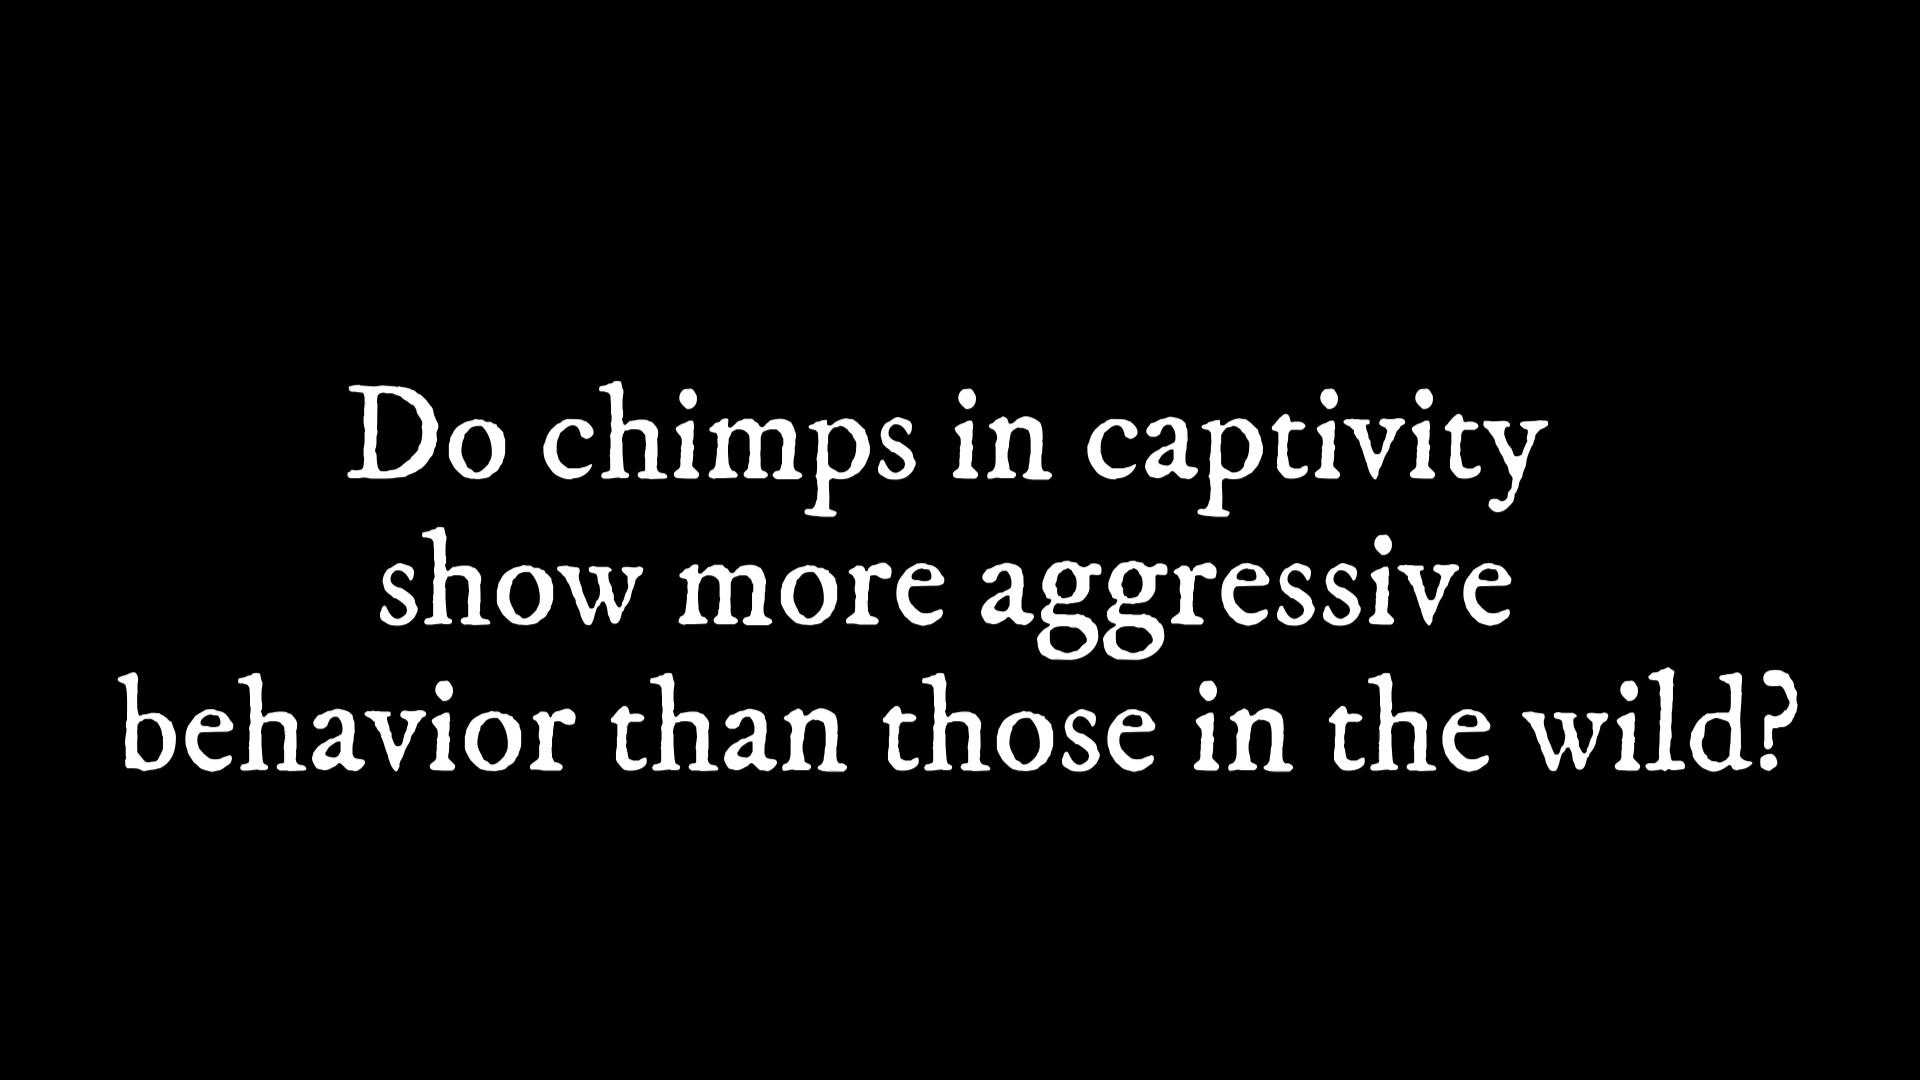 Do chimps in captivity
show more aggressive
behavior than those in the wild?